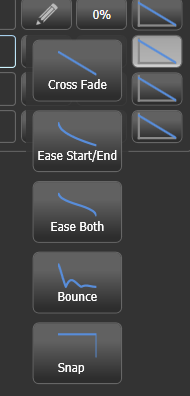 0%
Cross Fade
Ease Start/End
Ease Both
Bounce
Snap